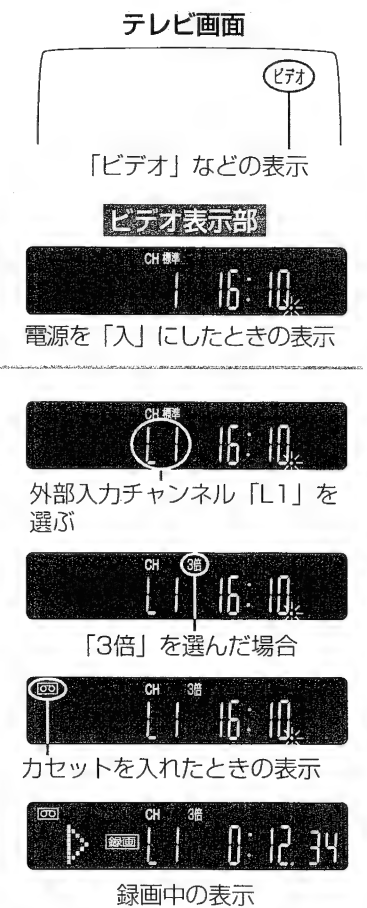 テレビ画面
ビデオ
「ビデオ」などの表示
ビデオ表示部
CH 標準
1 16:10
電源を「入」にしたときの表示
CH 標準
L1 16:10
外部入力チャンネル「L1」を
選ぶ
CH 3倍
L1 16:10
「3倍」を選んだ場合
CH 3倍
L1 16:10
カセットを入れたときの表示
CH 3倍
録画 L1 0:12 34
録画中の表示